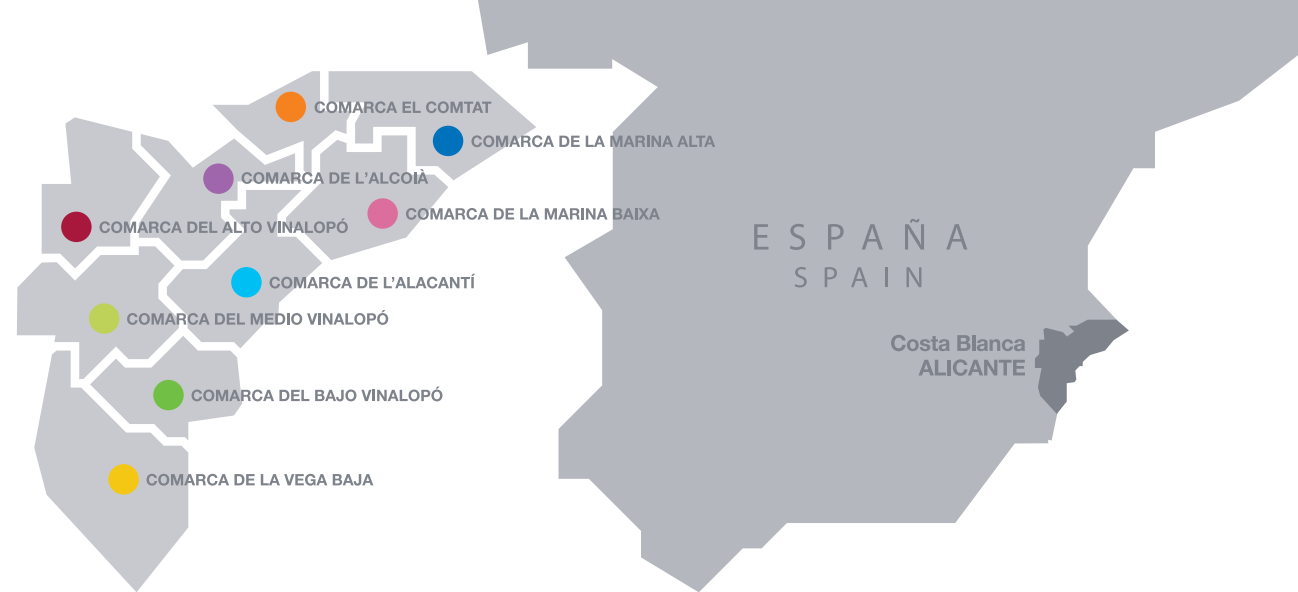 COMARCA EL COMTAT
COMARCA DE LA MARINA ALTA
COMARCA DE L'ALCOIÀ
COMARCA DE LA MARINA BAIXA
COMARCA DEL ALTO VINALOPÓ
COMARCA DE L'ALACANTÍ
COMARCA DEL MEDIO VINALOPÓ
COMARCA DEL BAJO VINALOPÓ
COMARCA DE LA VEGA BAJA
ESPAÑA
SPAIN
Costa Blanca
ALICANTE